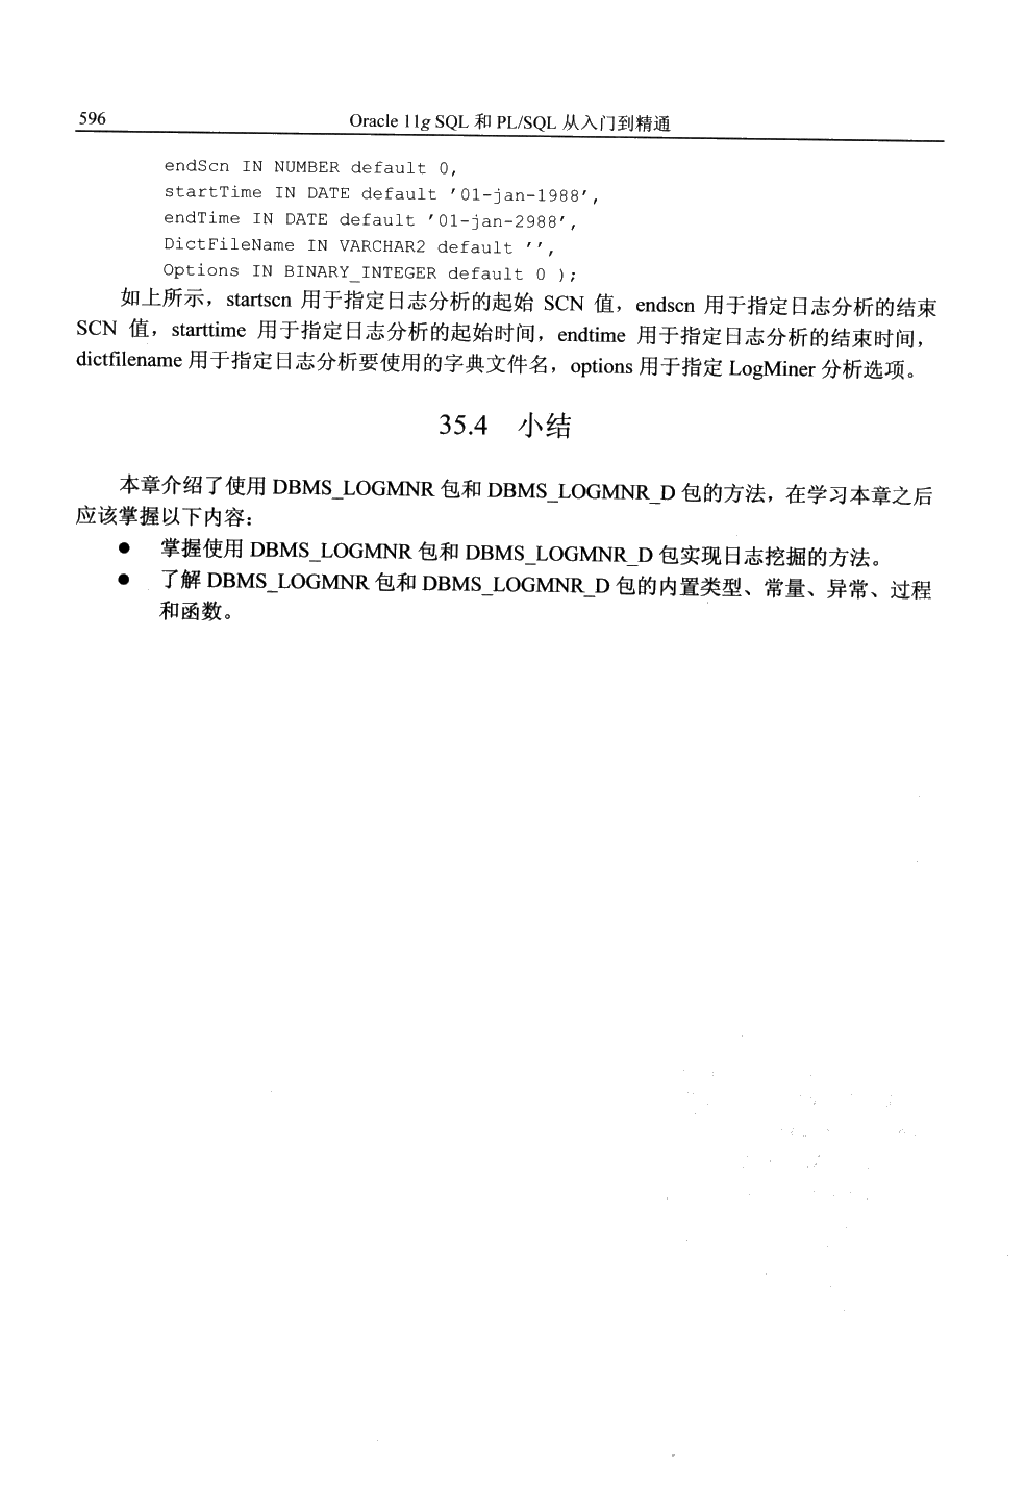 596
Oracle 11g SQL 和 PL/SQL 从入门到精通
endScn IN NUMBER default 0,
startTime IN DATE default '01-jan-1988',
endTime IN DATE default '01-jan-2988',
DictFileName IN VARCHAR2 default '',
Options IN BINARY_INTEGER default 0 );
如上所示，startscn 用于指定日志分析的起始 SCN 值，endscn 用于指定日志分析的结束
SCN 值，starttime 用于指定日志分析的起始时间，endtime 用于指定日志分析的结束时间，
dictfilename 用于指定日志分析要使用的字典文件名，options 用于指定 LogMiner 分析选项。
35.4 小结
本章介绍了使用 DBMS_LOGMNR 包和 DBMS_LOGMNR_D 包的方法，在学习本章之后
应该掌握以下内容：
● 掌握使用 DBMS_LOGMNR 包和 DBMS_LOGMNR_D 包实现日志挖掘的方法。
● 了解 DBMS_LOGMNR 包和 DBMS_LOGMNR_D 包的内置类型、常量、异常、过程
和函数。